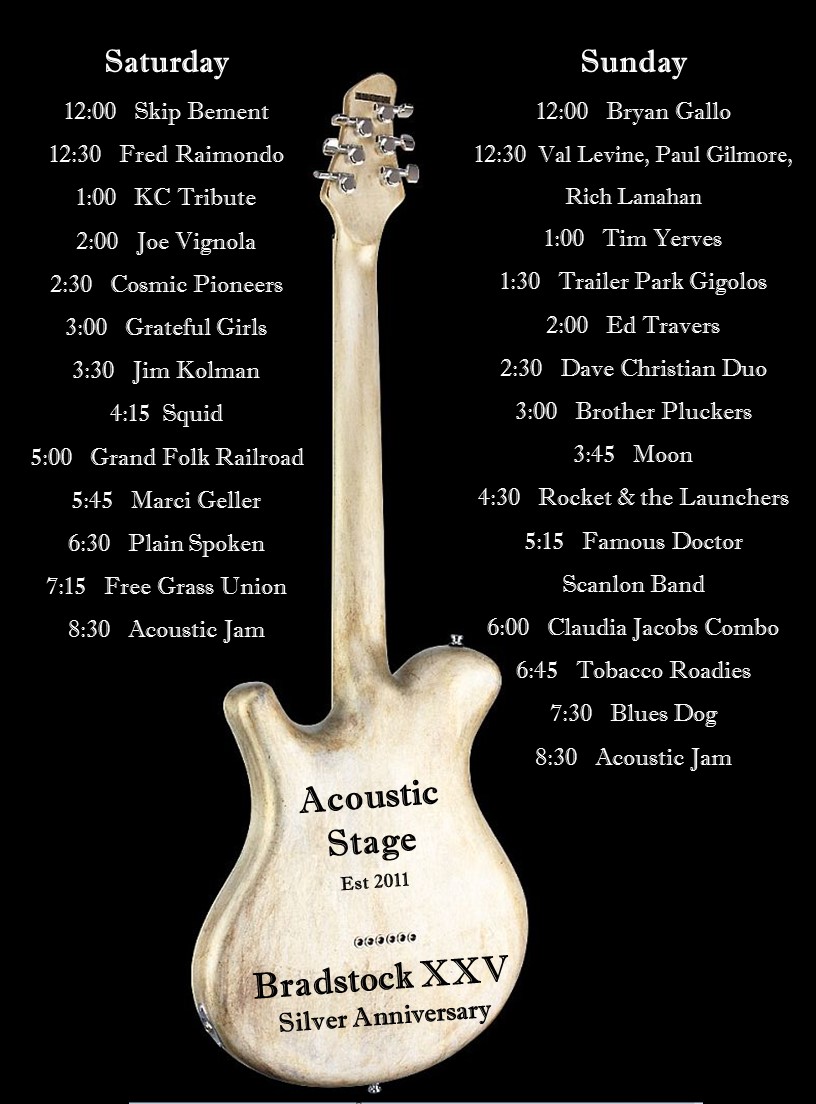 Saturday
12:00 Skip Bement
12:30 Fred Raimondo
1:00 KC Tribute
2:00 Joe Vignola
2:30 Cosmic Pioneers
3:00 Grateful Girls
3:30 Jim Kolman
4:15 Squid
5:00 Grand Folk Railroad
5:45 Marci Geller
6:30 Plain Spoken
7:15 Free Grass Union
8:30 Acoustic Jam
Sunday
12:00 Bryan Gallo
12:30 Val Levine, Paul Gilmore,
Rich Lanahan
1:00 Tim Yerves
1:30 Trailer Park Gigolos
2:00 Ed Travers
2:30 Dave Christian Duo
3:00 Brother Pluckers
3:45 Moon
4:30 Rocket & the Launchers
5:15 Famous Doctor
Scanlon Band
6:00 Claudia Jacobs Combo
6:45 Tobacco Roadies
7:30 Blues Dog
8:30 Acoustic Jam
Acoustic
Stage
Est 2011
Bradstock XXV
Silver Anniversary